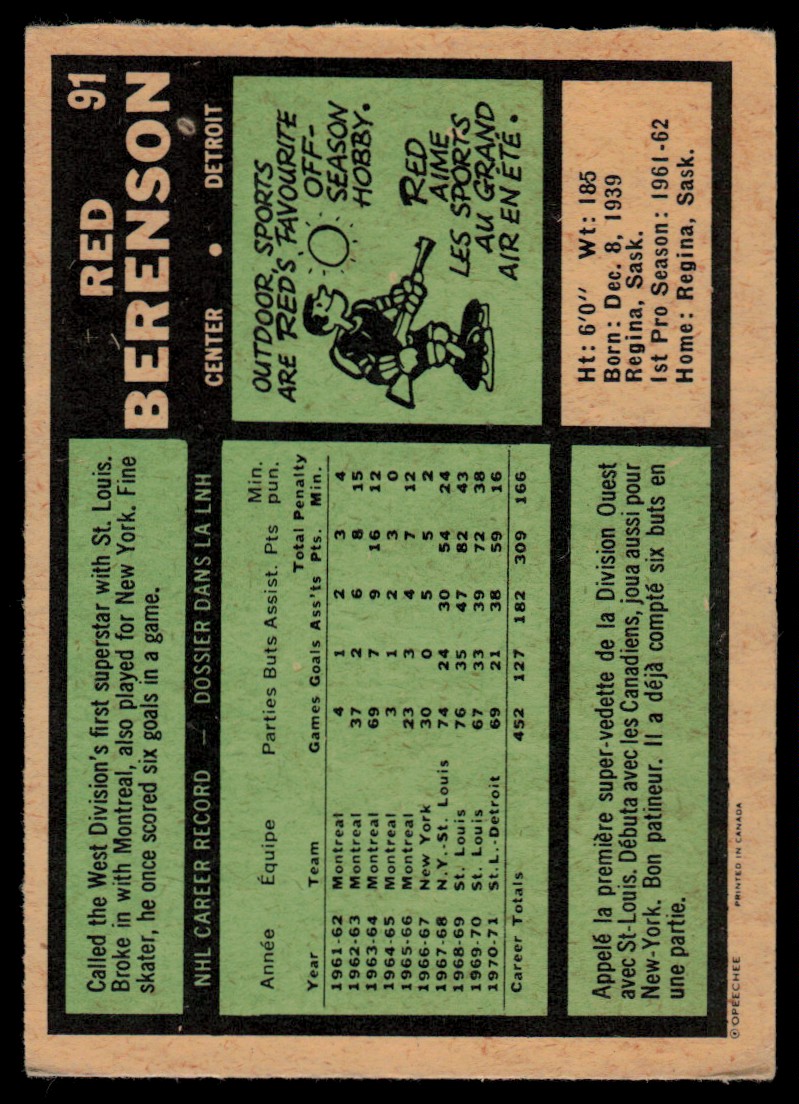 Called the West Division's first superstar with St. Louis.
Broke in with Montreal, also played for New York. Fine
skater, he once scored six goals in a game.
91
RED
BERENSON
CENTER • DETROIT
NHL CAREER RECORD — DOSSIER DANS LA LNH
Année Équipe Parties Buts Assist. Pts Min. pun.
Year Team Games Goals Ass'ts Total Pts. Penalty Min.
1961-62 Montreal 4 1 2 3 4
1962-63 Montreal 37 2 6 8 15
1963-64 Montreal 69 7 9 16 12
1964-65 Montreal 3 1 2 3 0
1965-66 Montreal 23 3 4 7 12
1966-67 New York 30 0 5 5 2
1967-68 N.Y.-St. Louis 74 24 30 54 24
1968-69 St. Louis 76 35 47 82 43
1969-70 St. Louis 67 33 39 72 38
1970-71 St.L.-Detroit 69 21 38 59 16
Career Totals 452 127 182 309 166
OUTDOOR SPORTS
ARE RED'S FAVOURITE
OFF-
SEASON
HOBBY.
RED
AIME
LES SPORTS
AU GRAND
AIR EN ÉTÉ.
Appelé la première super-vedette de la Division Ouest
avec St-Louis. Débuta avec les Canadiens, joua aussi pour
New-York. Bon patineur. Il a déjà compté six buts en
une partie.
Ht: 6'0" Wt: 185
Born: Dec. 8, 1939
Regina, Sask.
1st Pro Season: 1961-62
Home: Regina, Sask.
© OPEECHEE PRINTED IN CANADA